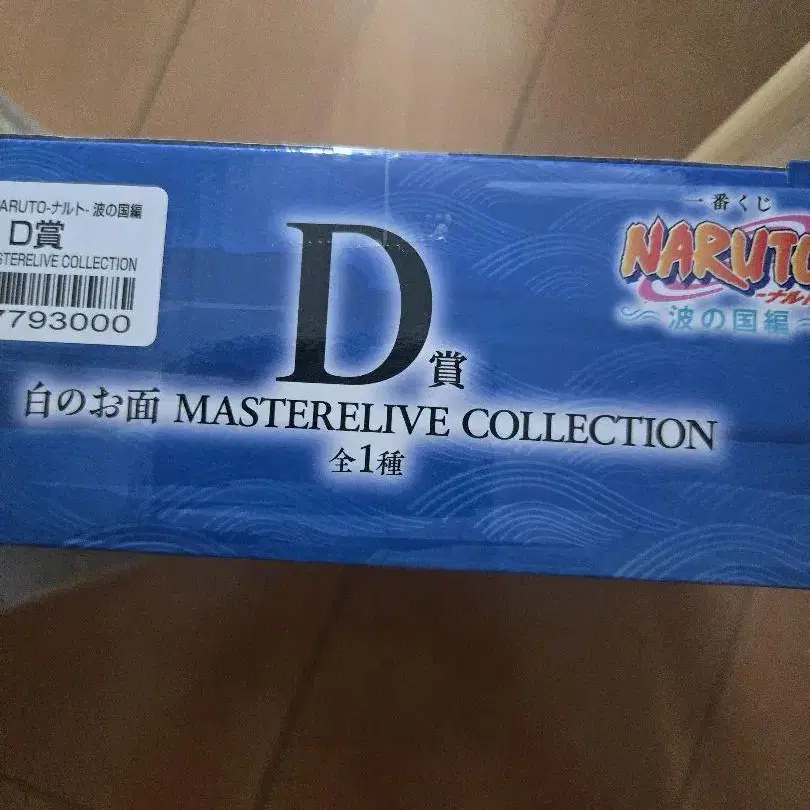 ARUTO-ナルト- 波の国編
D賞
STERELIVE COLLECTION
7793000
D賞
白のお面 MASTERELIVE COLLECTION
全1種
一番くじ
NARUTO
-ナル
～波の国編～